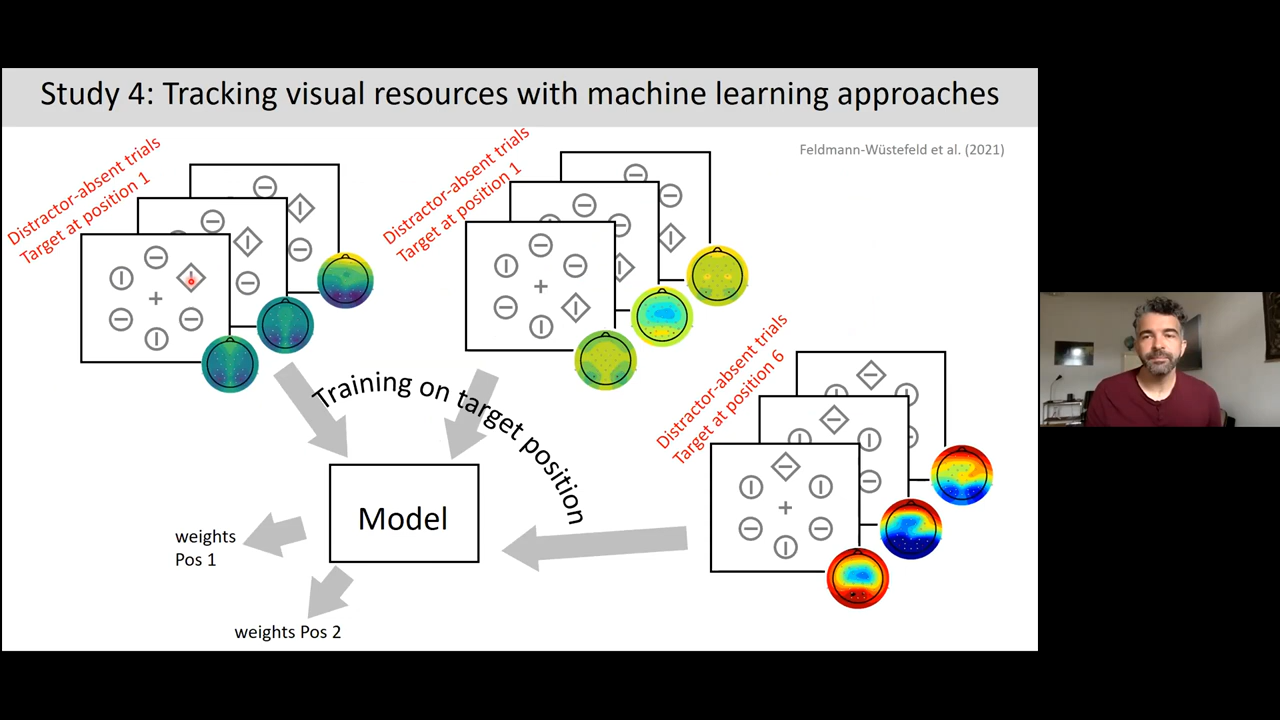 Study 4: Tracking visual resources with machine learning approaches
Feldmann-Wüstefeld et al. (2021)
Distractor-absent trials
Target at position 1
Distractor-absent trials
Target at position 1
Distractor-absent trials
Target at position 6
Training on target position
Model
weights
Pos 1
weights Pos 2